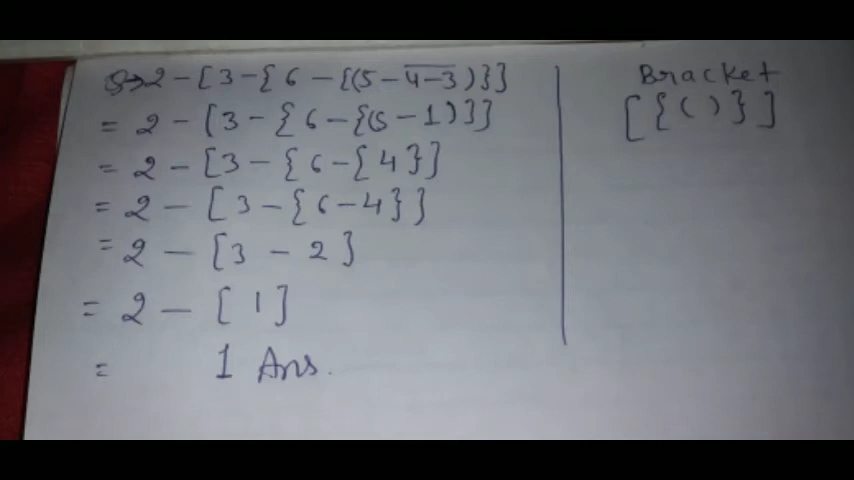 Q→ 2 - [3 - { 6 - {(5 - 4̅ ̅-̅ ̅3̅ )}}]
= 2 - [3 - { 6 - {(5 - 1)}}]
= 2 - [3 - { 6 - { 4 }}]
= 2 - [ 3 - { 6 - 4 } ]
= 2 - [ 3 - 2 ]
= 2 - [ 1 ]
= 1 Ans.
Bracket
[ { ( ) } ]